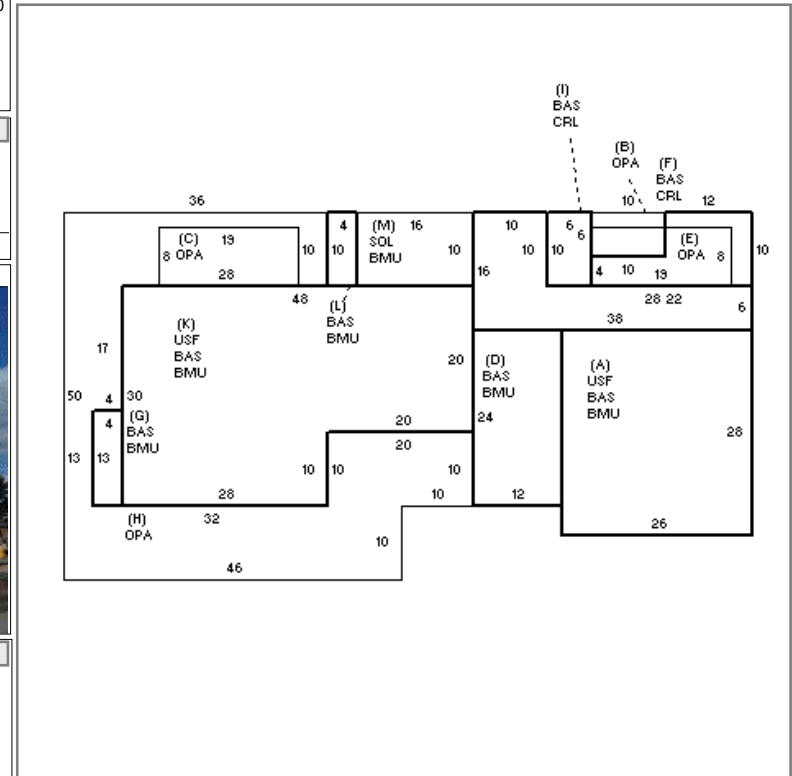 (I)
BAS
CRL
(B)
OPA
(F)
BAS
CRL
36
10
12
4
(M)
SOL
BMU
16
10
6
6
(C)
OPA
19
8
10
10
10
10
10
4
10
(E)
OPA
8
10
19
28
16
48
28 22
6
38
(L)
BAS
BMU
(K)
USF
BAS
BMU
17
20
(D)
BAS
BMU
(A)
USF
BAS
BMU
50
4
30
4
(G)
BAS
BMU
20
20
24
28
13
13
10
10
10
28
10
12
32
(H)
OPA
26
10
46